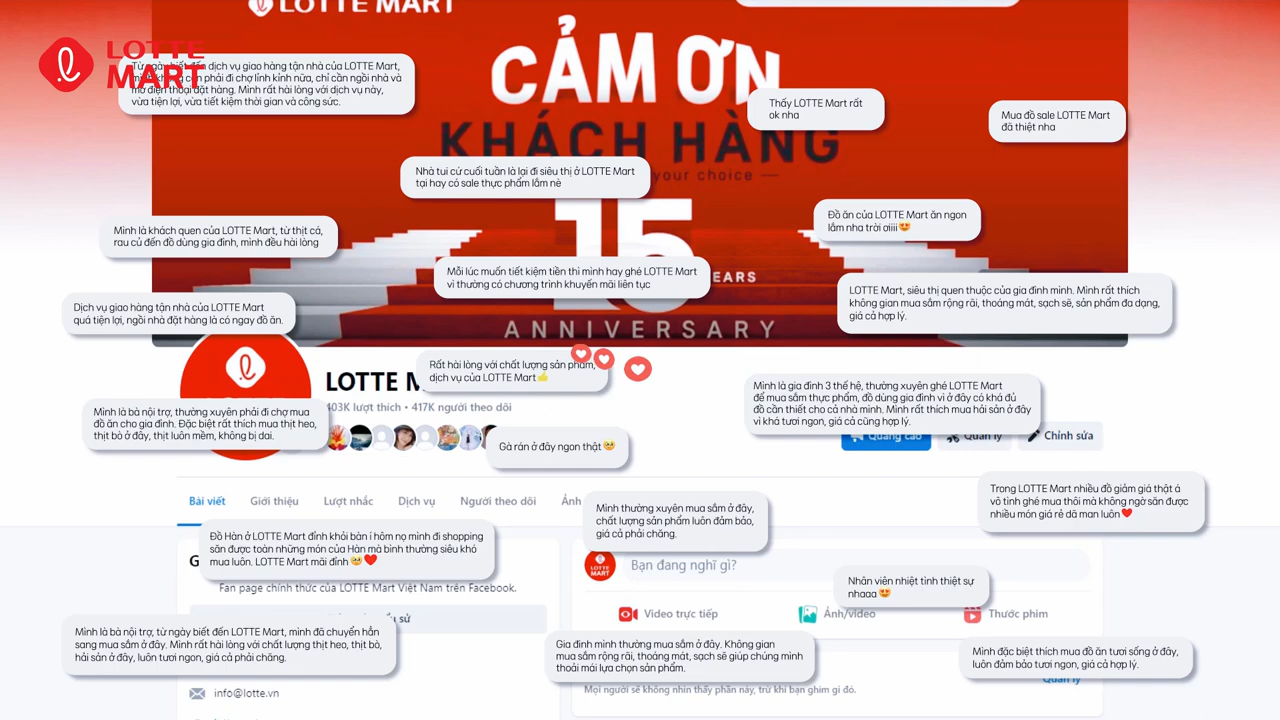 LOTTE MART
LOTTE
MART
Từ ngày biết đến dịch vụ giao hàng tận nhà của LOTTE Mart,
mình không còn phải đi chợ lỉnh kỉnh nữa, chỉ cần ngồi nhà và
mở điện thoại đặt hàng. Mình rất hài lòng với dịch vụ này,
vừa tiện lợi, vừa tiết kiệm thời gian và công sức.
CẢM ƠN
Thấy LOTTE Mart rất
ok nha
Mua đồ sale LOTTE Mart
đã thiệt nha
KHÁCH HÀNG
your choice
Nhà tui cứ cuối tuần là lại đi siêu thị ở LOTTE Mart
tại hay có sale thực phẩm lắm nè
15
Đồ ăn của LOTTE Mart ăn ngon
lắm nha trời ơiiii😍
Mình là khách quen của LOTTE Mart, từ thịt cá,
rau củ đến đồ dùng gia đình, mình đều hài lòng
Mỗi lúc muốn tiết kiệm tiền thì mình hay ghé LOTTE Mart
vì thường có chương trình khuyến mãi liên tục
EARS
LOTTE Mart, siêu thị quen thuộc của gia đình mình. Mình rất thích
không gian mua sắm rộng rãi, thoáng mát, sạch sẽ, sản phẩm đa dạng,
giá cả hợp lý.
Dịch vụ giao hàng tận nhà của LOTTE Mart
quá tiện lợi, ngồi nhà đặt hàng là có ngay đồ ăn.
ANNIVERSARY
Rất hài lòng với chất lượng sản phẩm,
dịch vụ của LOTTE Mart👍
LOTTE M
403K lượt thích • 417K người theo dõi
Mình là gia đình 3 thế hệ, thường xuyên ghé LOTTE Mart
để mua sắm thực phẩm, đồ dùng gia đình vì ở đây có khá đủ
đồ cần thiết cho cả nhà mình. Mình rất thích mua hải sản ở đây
vì khá tươi ngon, giá cả cũng hợp lý.
Mình là bà nội trợ, thường xuyên phải đi chợ mua
đồ ăn cho gia đình. Đặc biệt rất thích mua thịt heo,
thịt bò ở đây, thịt luôn mềm, không bị dai.
Gà rán ở đây ngon thật🥹
Quảng cáo
Quản lý
Chỉnh sửa
Bài viết
Giới thiệu
Lượt nhắc
Dịch vụ
Người theo dõi
Ảnh
Trong LOTTE Mart nhiều đồ giảm giá thật á
vô tình ghé mua thôi mà không ngờ săn được
nhiều món giá rẻ dã man luôn❤️
Mình thường xuyên mua sắm ở đây,
chất lượng sản phẩm luôn đảm bảo,
giá cả phải chăng.
Đồ Hàn ở LOTTE Mart đỉnh khỏi bàn í hôm nọ mình đi shopping
săn được toàn những món của Hàn mà bình thường siêu khó
mua luôn. LOTTE Mart mãi đỉnh 🥹❤️
G
LOTTE
MART
Bạn đang nghĩ gì?
Fan page chính thức của LOTTE Mart Việt Nam trên Facebook.
Nhân viên nhiệt tình thiệt sự
nhaaa 😍
Video trực tiếp
Ảnh/video
Thước phim
sử
Mình là bà nội trợ, từ ngày biết đến LOTTE Mart, mình đã chuyển hẳn
sang mua sắm ở đây. Mình rất hài lòng với chất lượng thịt heo, thịt bò,
hải sản ở đây, luôn tươi ngon, giá cả phải chăng.
Gia đình mình thường mua sắm ở đây. Không gian
mua sắm rộng rãi, thoáng mát, sạch sẽ giúp chúng mình
thoải mái lựa chọn sản phẩm.
Mình đặc biệt thích mua đồ ăn tươi sống ở đây,
luôn đảm bảo tươi ngon, giá cả hợp lý.
Quản lý
Mọi người sẽ không nhìn thấy phần này, trừ khi bạn ghim gì đó.
info@lotte.vn